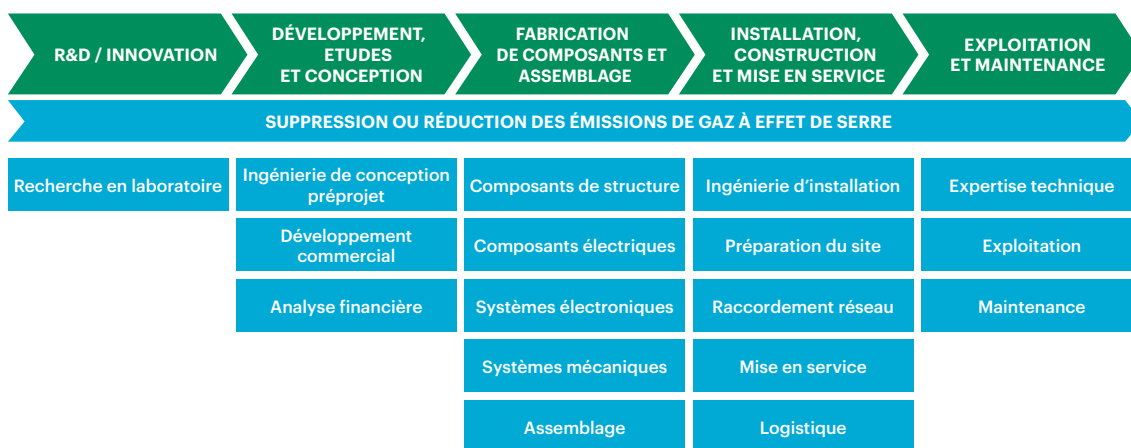 R&D / INNOVATION
DÉVELOPPEMENT,
ETUDES
ET CONCEPTION
FABRICATION
DE COMPOSANTS ET
ASSEMBLAGE
INSTALLATION,
CONSTRUCTION
ET MISE EN SERVICE
EXPLOITATION
ET MAINTENANCE
SUPPRESSION OU RÉDUCTION DES ÉMISSIONS DE GAZ À EFFET DE SERRE
Recherche en laboratoire
Ingénierie de conception
préprojet
Composants de structure
Ingénierie d’installation
Expertise technique
Développement
commercial
Composants électriques
Préparation du site
Exploitation
Analyse financière
Systèmes électroniques
Raccordement réseau
Maintenance
Systèmes mécaniques
Mise en service
Assemblage
Logistique